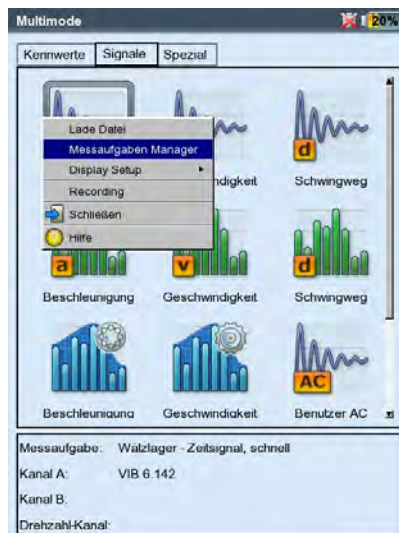 Multimode
20%
Kennwerte Signale Spezial
Lade Datei
Messaufgaben Manager
Display Setup
Recording
Schließen
Hilfe
d
ndigkeit Schwingweg
a v d
Beschleunigung Geschwindigkeit Schwingweg
AC
Beschleunigung Geschwindigkeit Benutzer AC
Messaufgabe: Wälzlager - Zeitsignal, schnell
Kanal A: VIB 6.142
Kanal B:
Drehzahl-Kanal: